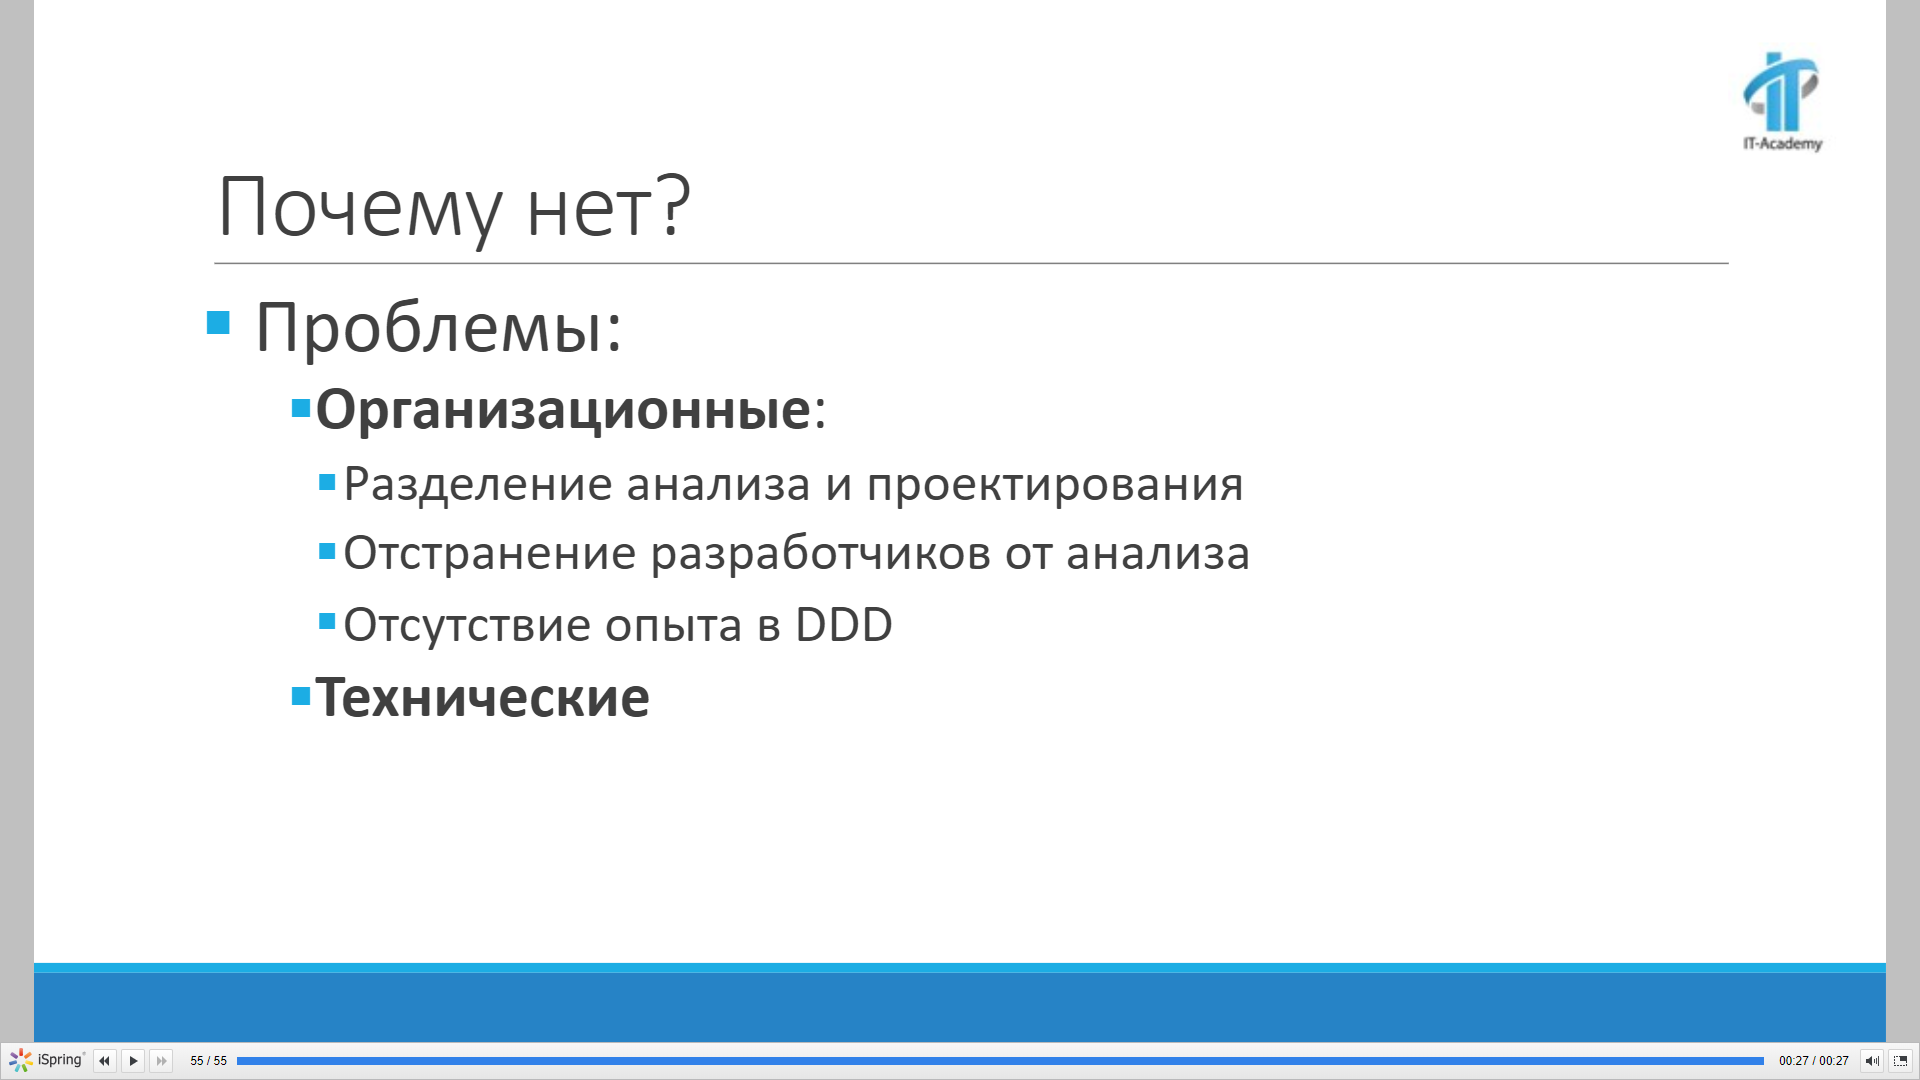 IT-Academy
Почему нет?
Проблемы:
Организационные:
Разделение анализа и проектирования
Отстранение разработчиков от анализа
Отсутствие опыта в DDD
Технические
iSpring 55 / 55 00:27 / 00:27